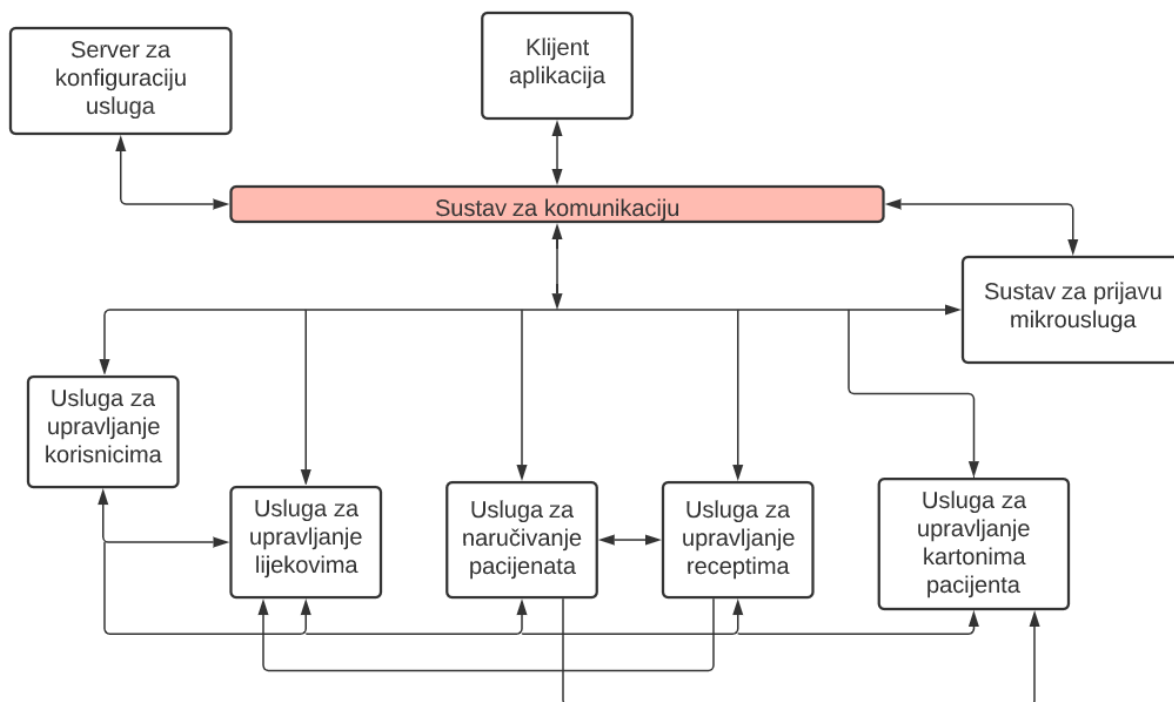 Server za
konfiguraciju
usluga
Klijent
aplikacija
Sustav za komunikaciju
Sustav za prijavu
mikrousluga
Usluga za
upravljanje
korisnicima
Usluga za
upravljanje
lijekovima
Usluga za
naručivanje
pacijenata
Usluga za
upravljanje
receptima
Usluga za
upravljanje
kartonima
pacijenta